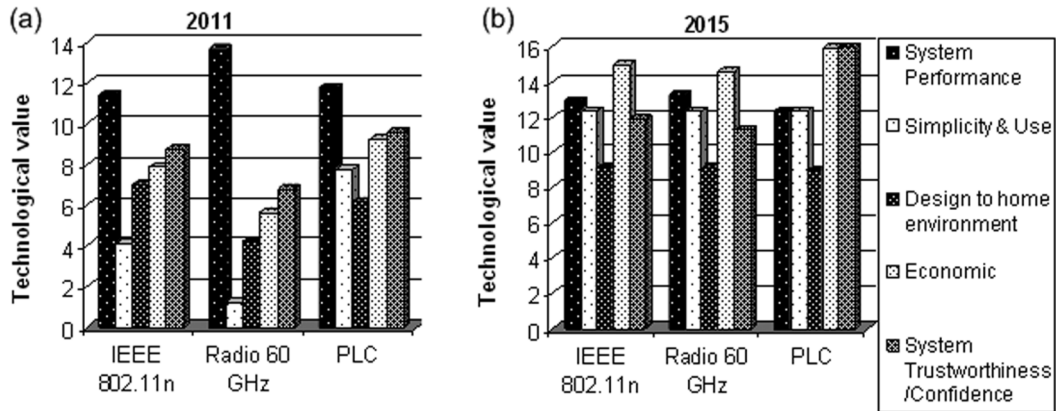 (a)
2011
Technological value
14
12
10
8
6
4
2
0
IEEE
802.11n
Radio 60
GHz
PLC
(b)
2015
Technological value
16
14
12
10
8
6
4
2
0
IEEE
802.11n
Radio 60
GHz
PLC
System
Performance
Simplicity & Use
Design to home
environment
Economic
System
Trustworthiness
/Confidence